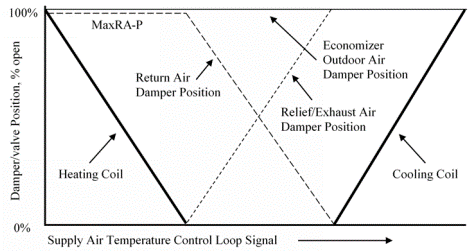 100%
MaxRA-P
Economizer
Outdoor Air
Damper Position
Return Air
Damper Position
Relief/Exhaust Air
Damper Position
Heating Coil
Cooling Coil
Damper/valve Position, % open
0%
Supply Air Temperature Control Loop Signal